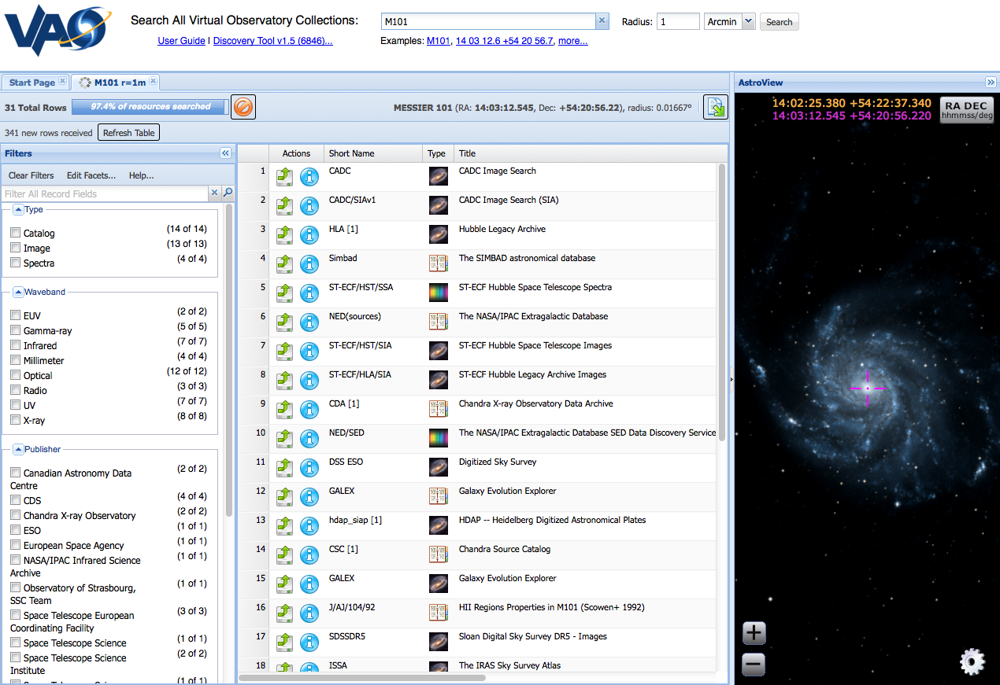 VAO
Search All Virtual Observatory Collections:
M101
Radius:
1
Arcmin
Search
User Guide | Discovery Tool v1.5 (6846)...
Examples: M101, 14 03 12.6 +54 20 56.7, more...
Start Page
M101 r=1m
31 Total Rows
97.4% of resources searched
MESSIER 101 (RA: 14:03:12.545, Dec: +54:20:56.22), radius: 0.01667°
341 new rows received
Refresh Table
Filters
Clear Filters
Edit Facets...
Help...
Filter All Record Fields
Type
Catalog (14 of 14)
Image (13 of 13)
Spectra (4 of 4)
Waveband
EUV (2 of 2)
Gamma-ray (5 of 5)
Infrared (7 of 7)
Millimeter (4 of 4)
Optical (12 of 12)
Radio (3 of 3)
UV (7 of 7)
X-ray (8 of 8)
Publisher
Canadian Astronomy Data (2 of 2)
Centre
CDS (4 of 4)
Chandra X-ray Observatory (2 of 2)
ESO (1 of 1)
European Space Agency (1 of 1)
NASA/IPAC Infrared Science (1 of 1)
Archive
Observatory of Strasbourg, (1 of 1)
SSC Team
Space Telescope European (3 of 3)
Coordinating Facility
Space Telescope Science (1 of 1)
Space Telescope Science (2 of 2)
Institute
(1 of 1)
Actions Short Name Type Title
1 CADC CADC Image Search
2 CADC/SIAv1 CADC Image Search (SIA)
3 HLA [1] Hubble Legacy Archive
4 Simbad The SIMBAD astronomical database
5 ST-ECF/HST/SSA ST-ECF Hubble Space Telescope Spectra
6 NED(sources) The NASA/IPAC Extragalactic Database
7 ST-ECF/HST/SIA ST-ECF Hubble Space Telescope Images
8 ST-ECF/HLA/SIA ST-ECF Hubble Legacy Archive Images
9 CDA [1] Chandra X-ray Observatory Data Archive
10 NED/SED The NASA/IPAC Extragalactic Database SED Data Discovery Service
11 DSS ESO Digitized Sky Survey
12 GALEX Galaxy Evolution Explorer
13 hdap_siap [1] HDAP -- Heidelberg Digitized Astronomical Plates
14 CSC [1] Chandra Source Catalog
15 GALEX Galaxy Evolution Explorer
16 J/AJ/104/92 HII Regions Properties in M101 (Scowen+ 1992)
17 SDSSDR5 Sloan Digital Sky Survey DR5 - Images
18 ISSA The IRAS Sky Survey Atlas
AstroView
14:02:25.380 +54:22:37.340
14:03:12.545 +54:20:56.220
RA DEC
hhmmss/deg